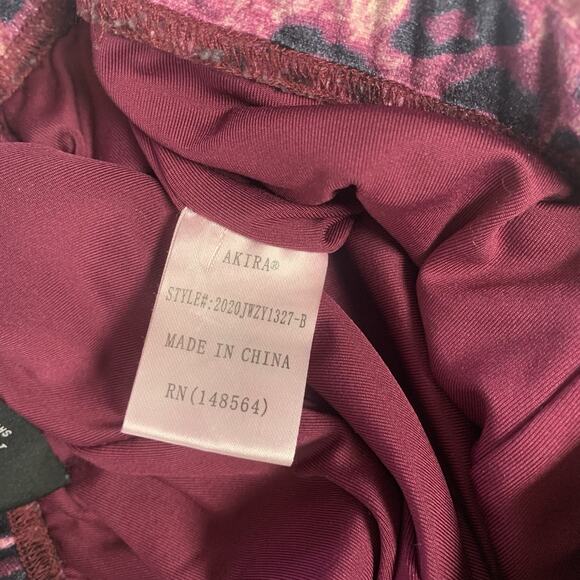 AKIRA®
STYLE#:2020JWZY1327-B
MADE IN CHINA
RN(148564)